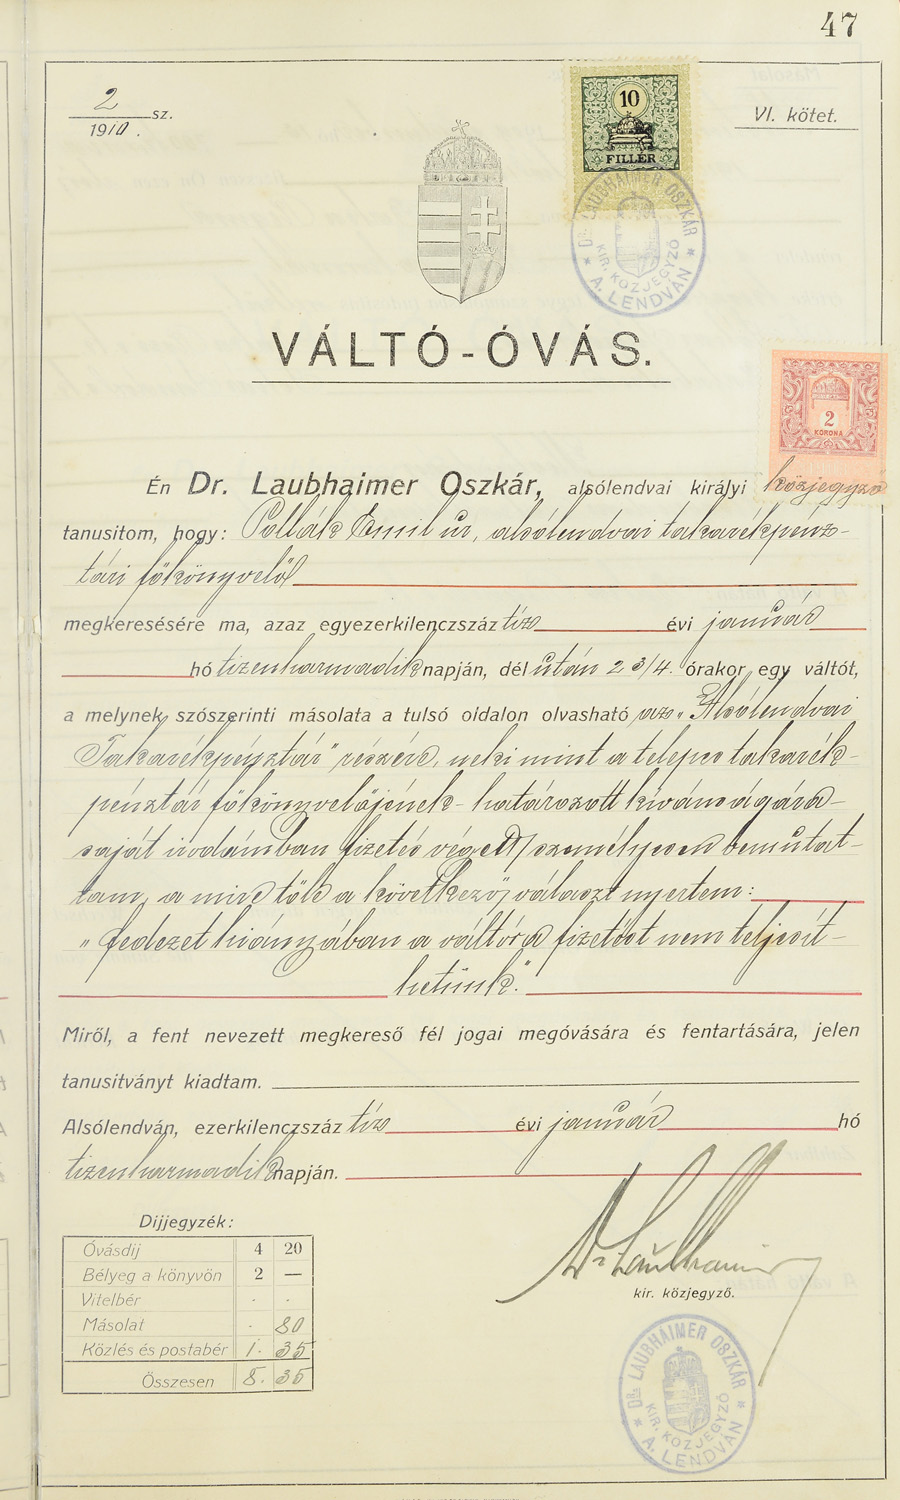 47
2 sz.
1910.
VI. kötet.
10
FILLÉR
DR. LAUBHAIMER OSZKÁR
KIR. KÖZJEGYZŐ
* A. LENDVÁN *
VÁLTÓ-ÓVÁS.
2
KORONA
Én Dr. Laubhaimer Oszkár, alsólendvai királyi közjegyző
tanusitom, hogy: Pollák Emil úr, alsólendvai takarékpénz-
tári főkönyvelő
megkeresésére ma, azaz egyezerkilenczszáz tíz évi január
hó tizenharmadik napján, dél után 2 3/4 órakor egy váltót,
a melynek szószerinti másolata a tulsó oldalon olvasható az „Alsólendvai
Takarékpénztár" részére, neki mint a telepes takarék-
pénztár főkönyvelőjének - határozott kívánságára -
saját irodámban fizetés végett személyesen bemutat-
tam, a mire tőle a következő választ nyertem:
„fedezet hiányában a váltóra fizetést nem teljesít-
hetünk."
Miről, a fent nevezett megkereső fél jogai megóvására és fentartására, jelen
tanusitványt kiadtam.
Alsólendván, ezerkilenczszáz tíz évi január hó
tizenharmadik napján.
Dijjegyzék:
Óvásdij 4 20
Bélyeg a könyvön 2 —
Vitelbér . .
Másolat . 80
Közlés és postabér 1. 35
Összesen 8. 35
Dr Laubhaimer
kir. közjegyző.
DR. LAUBHAIMER OSZKÁR
KIR. KÖZJEGYZŐ
* A. LENDVÁN *